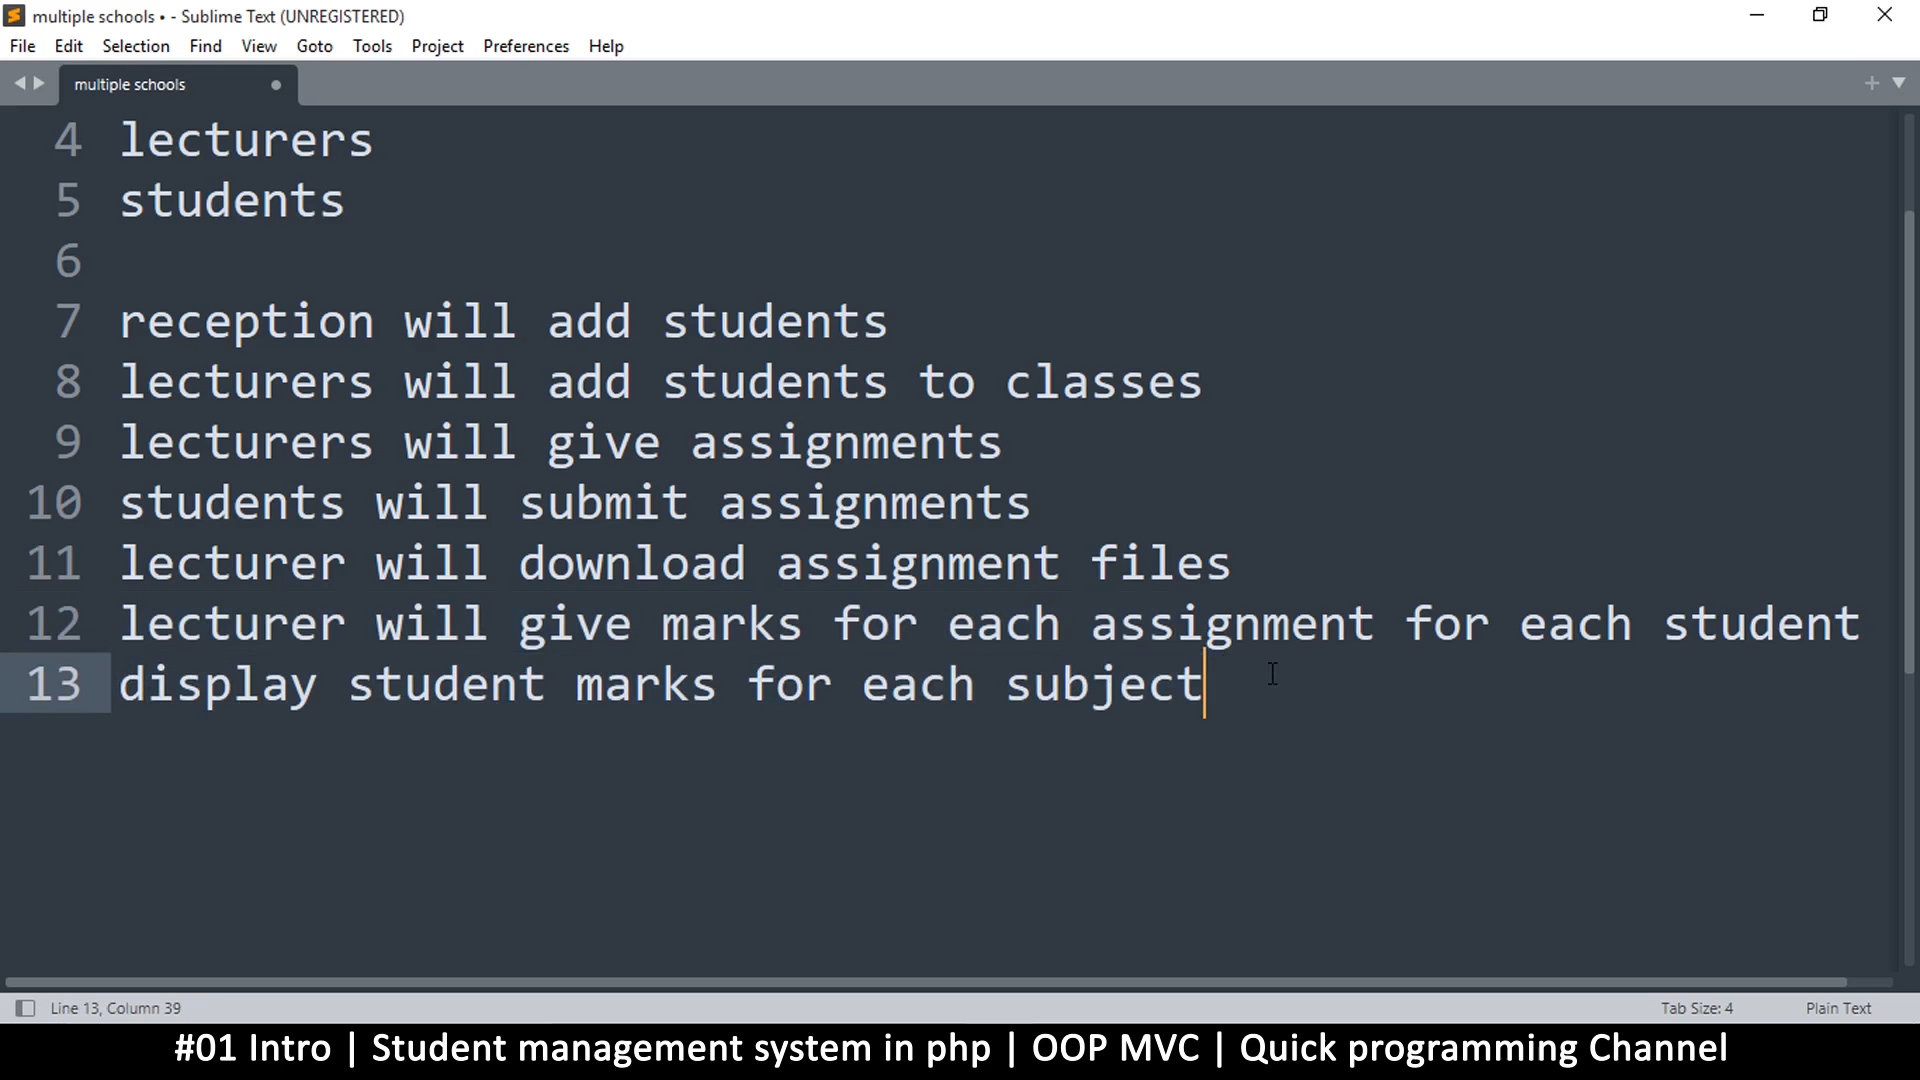 multiple schools • - Sublime Text (UNREGISTERED)
File Edit Selection Find View Goto Tools Project Preferences Help
multiple schools
4 lecturers
5 students
6
7 reception will add students
8 lecturers will add students to classes
9 lecturers will give assignments
10 students will submit assignments
11 lecturer will download assignment files
12 lecturer will give marks for each assignment for each student
13 display student marks for each subject
Line 13, Column 39 Tab Size: 4 Plain Text
#01 Intro | Student management system in php | OOP MVC | Quick programming Channel